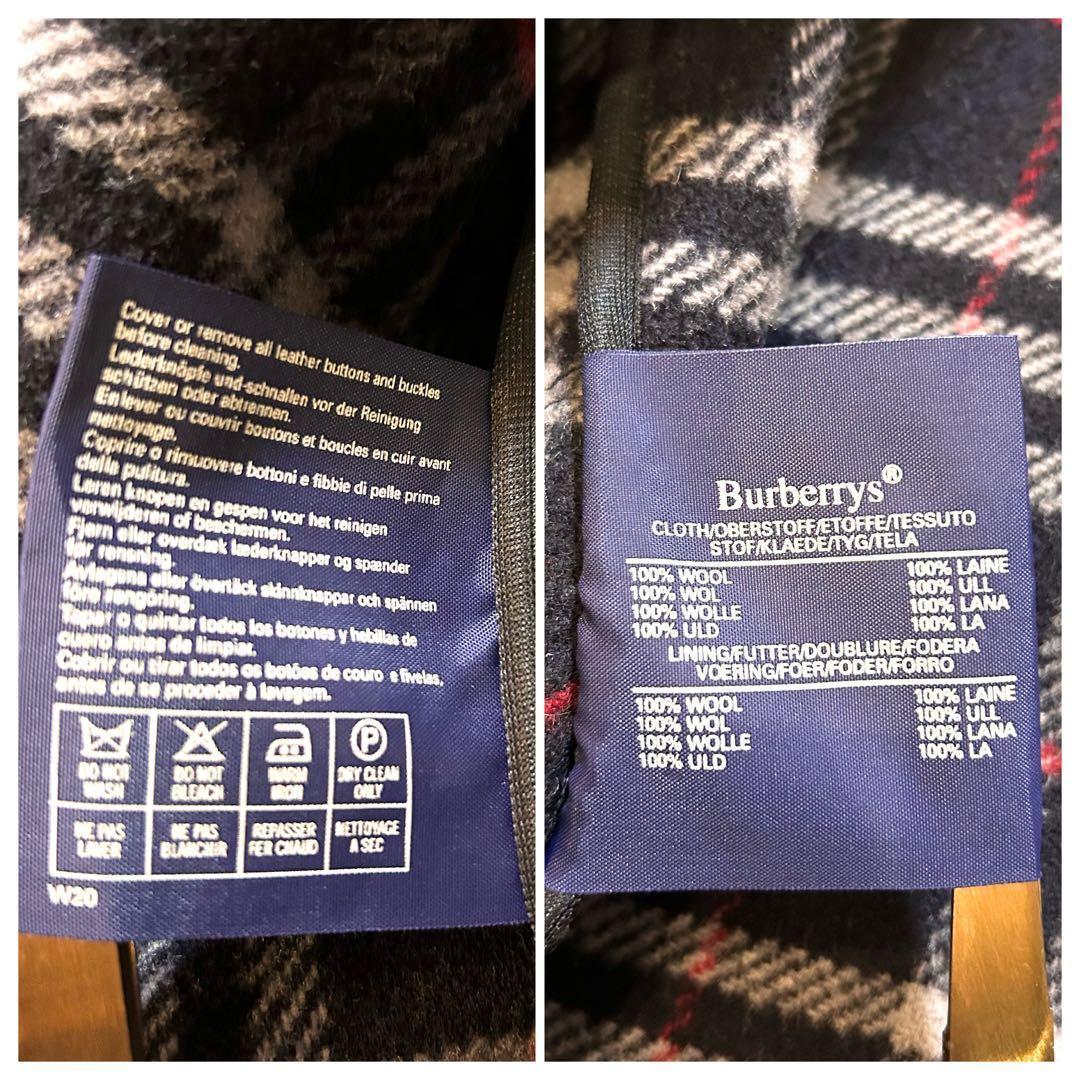 Cover or remove all leather buttons and buckles
before cleaning.
Lederknöpfe und-schnallen vor der Reinigung
schützen oder abtrennen.
Enlever ou couvrir boutons et boucles en cuir avant
nettoyage.
Coprire o rimuovere bottoni e fibbie di pelle prima
della pulitura.
Leren knopen en gespen voor het reinigen
verwijderen of beschermen.
Fjern eller overdæk læderknapper og spænder
før rensning.
Avlägena eller övertäck skinnknappar och spännen
före rengöring.
Tapar o quintar todos los botones y hebillas de
cuero antes de limpiar.
Cobrir ou tirar todos os botões de couro e fivelas,
antes de se proceder à lavagem.
P
DO NOT WASH
DO NOT BLEACH
WARM IRON
DRY CLEAN ONLY
NE PAS LAVER
NE PAS BLANCHIR
REPASSER FER CHAUD
NETTOYAGE A SEC
W20
Burberrys®
CLOTH/OBERSTOFF/ETOFFE/TESSUTO
STOF/KLAEDE/TYG/TELA
100% WOOL 100% LAINE
100% WOL 100% ULL
100% WOLLE 100% LANA
100% ULD 100% LA
LINING/FUTTER/DOUBLURE/FODERA
VOERING/FOER/FODER/FORRO
100% WOOL 100% LAINE
100% WOL 100% ULL
100% WOLLE 100% LANA
100% ULD 100% LA